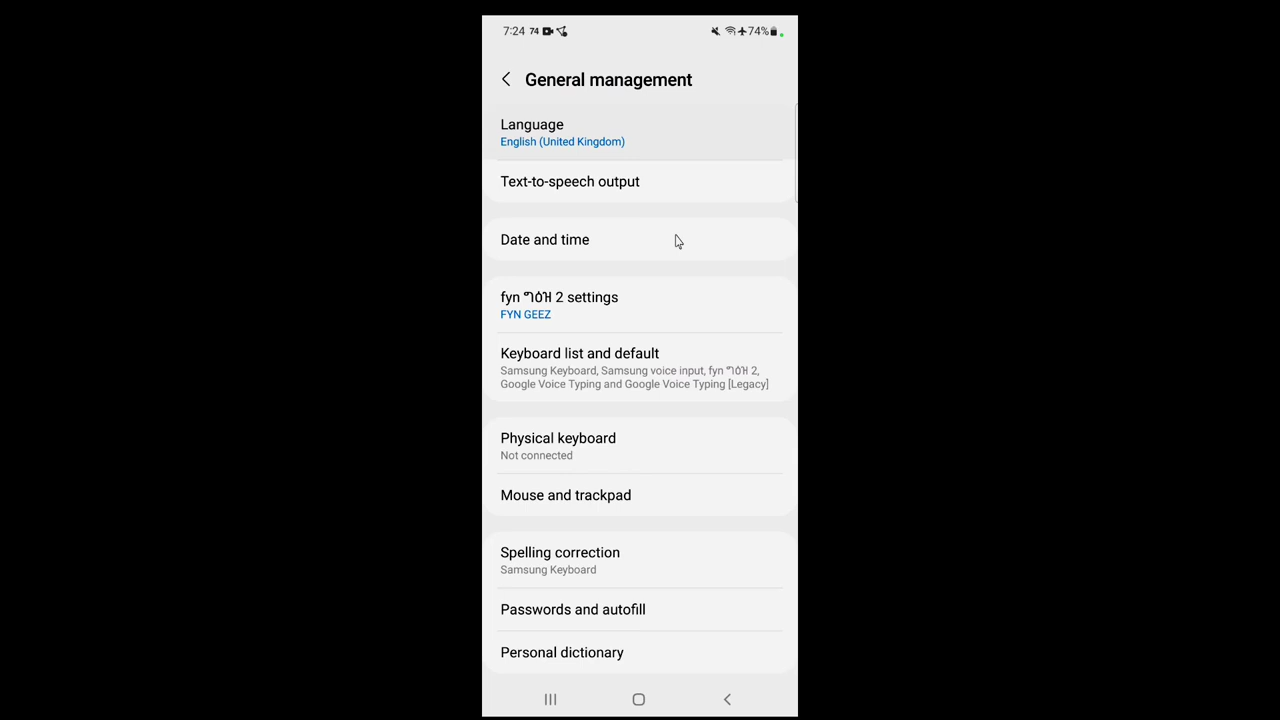 7:24 74 74%
General management
Language
English (United Kingdom)
Text-to-speech output
Date and time
fyn ግዕዝ 2 settings
FYN GEEZ
Keyboard list and default
Samsung Keyboard, Samsung voice input, fyn ግዕዝ 2,
Google Voice Typing and Google Voice Typing [Legacy]
Physical keyboard
Not connected
Mouse and trackpad
Spelling correction
Samsung Keyboard
Passwords and autofill
Personal dictionary